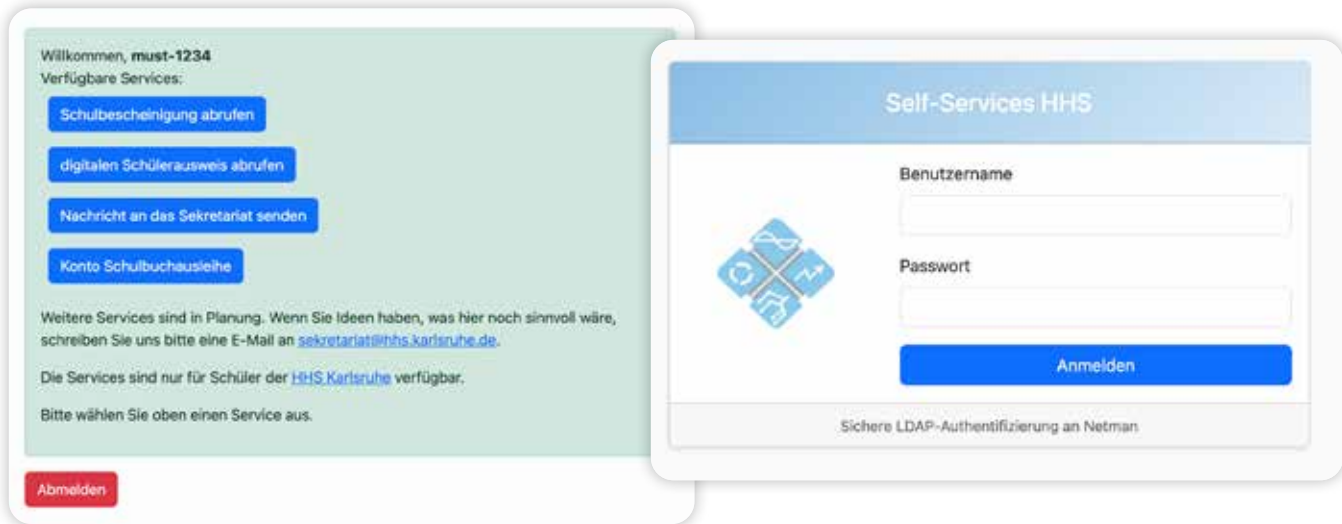 Willkommen, must-1234
Verfügbare Services:
Schulbescheinigung abrufen
digitalen Schülerausweis abrufen
Nachricht an das Sekretariat senden
Konto Schulbuchausleihe
Weitere Services sind in Planung. Wenn Sie Ideen haben, was hier noch sinnvoll wäre,
schreiben Sie uns bitte eine E-Mail an sekretariat@hhs.karlsruhe.de.
Die Services sind nur für Schüler der HHS Karlsruhe verfügbar.
Bitte wählen Sie oben einen Service aus.
Abmelden
Self-Services HHS
Benutzername
Passwort
Anmelden
Sichere LDAP-Authentifizierung an Netman